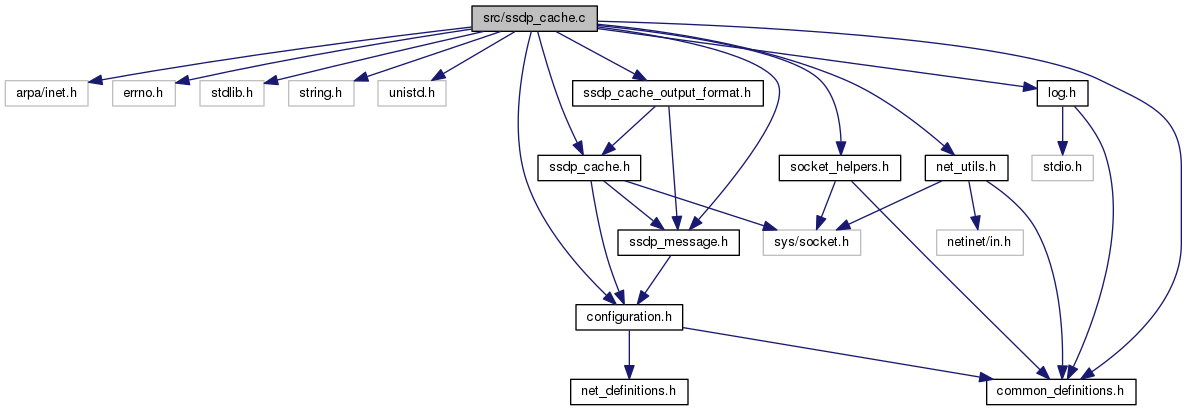 src/ssdp_cache.c
arpa/inet.h
errno.h
stdlib.h
string.h
unistd.h
ssdp_cache_output_format.h
log.h
ssdp_cache.h
socket_helpers.h
net_utils.h
stdio.h
ssdp_message.h
sys/socket.h
netinet/in.h
configuration.h
net_definitions.h
common_definitions.h